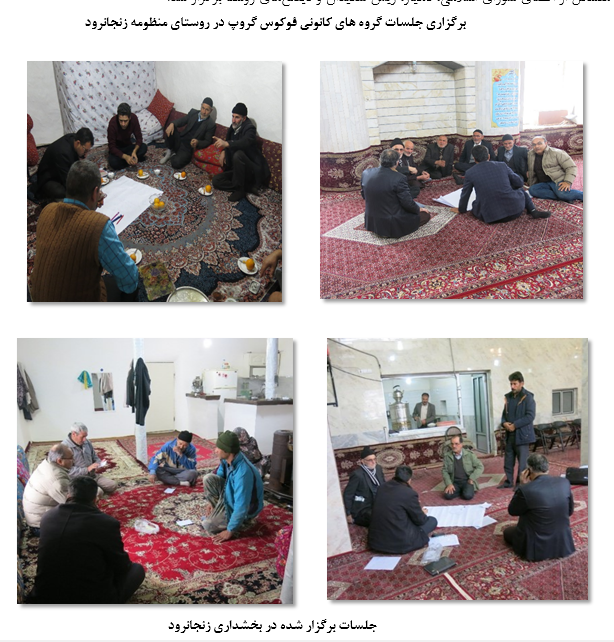 برگزاری جلسات گروه های کانونی فوکوس گروپ در روستای منظومه زنجانرود
جلسات برگزار شده در بخشداری زنجانرود